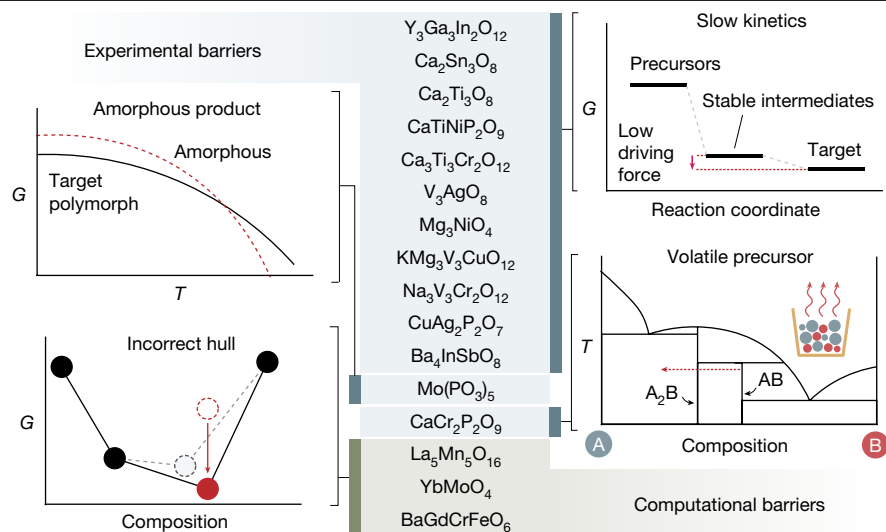 Experimental barriers
Amorphous product
Amorphous
Target
polymorph
G
T
Incorrect hull
G
Composition
Y₃Ga₃In₂O₁₂
Ca₂Sn₃O₈
Ca₂Ti₃O₈
CaTiNiP₂O₉
Ca₃Ti₃Cr₂O₁₂
V₃AgO₈
Mg₃NiO₄
KMg₃V₃CuO₁₂
Na₃V₃Cr₂O₁₂
CuAg₂P₂O₇
Ba₄InSbO₈
Mo(PO₃)₅
CaCr₂P₂O₉
La₅Mn₅O₁₆
YbMoO₄
BaGdCrFeO₆
Slow kinetics
Precursors
G
Stable intermediates
Low
driving
force
Target
Reaction coordinate
Volatile precursor
T
A₂B
AB
A
Composition
B
Computational barriers